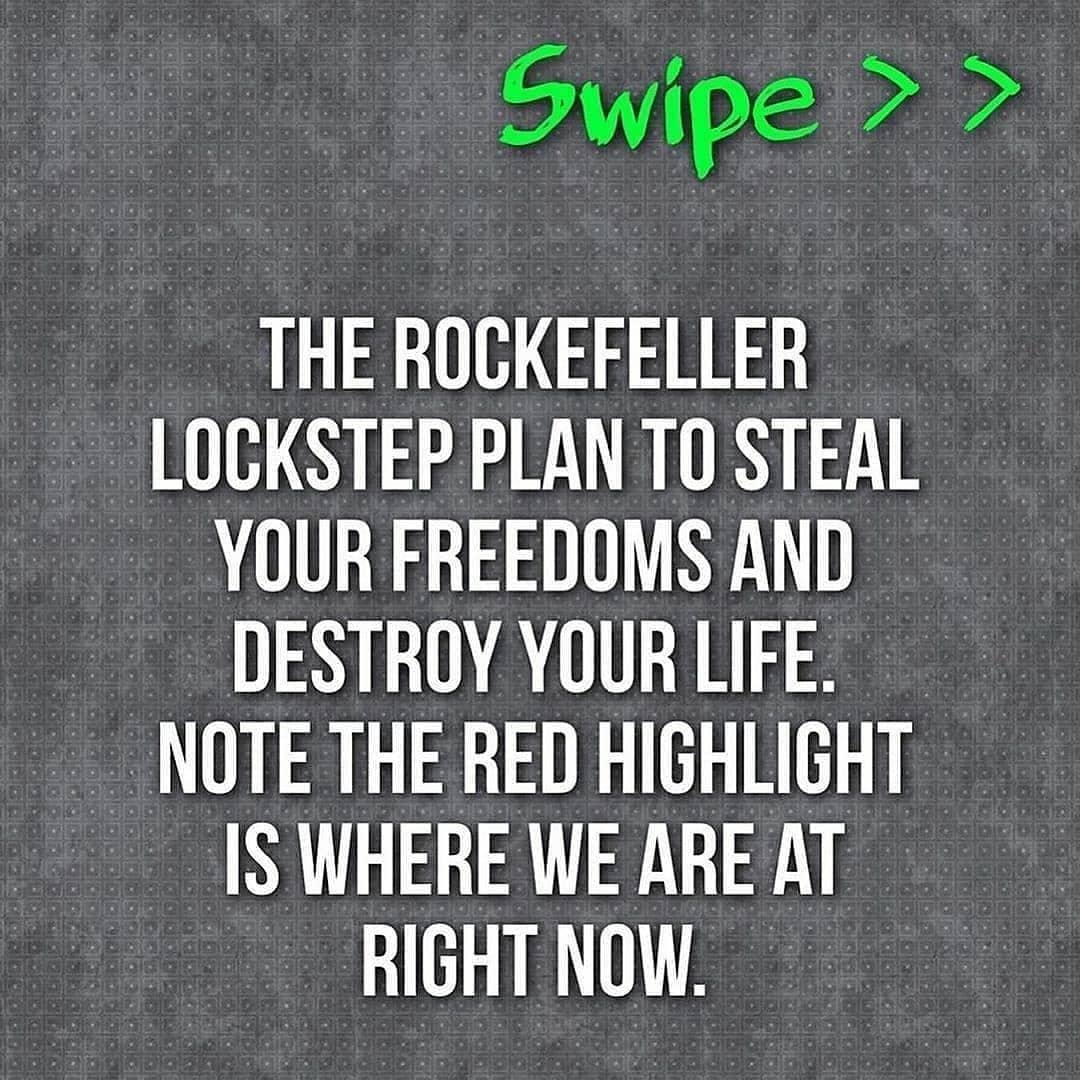 Swipe > >
THE ROCKEFELLER
LOCKSTEP PLAN TO STEAL
YOUR FREEDOMS AND
DESTROY YOUR LIFE.
NOTE THE RED HIGHLIGHT
IS WHERE WE ARE AT
RIGHT NOW.